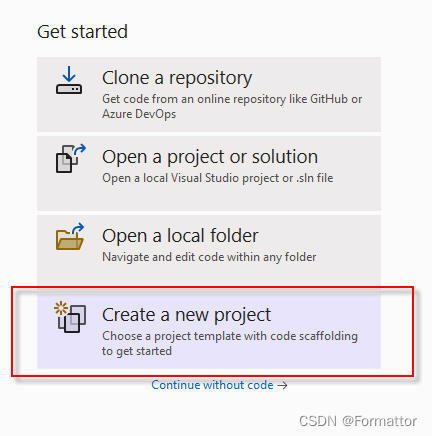 Get started
Clone a repository
Get code from an online repository like GitHub or
Azure DevOps
Open a project or solution
Open a local Visual Studio project or .sln file
Open a local folder
Navigate and edit code within any folder
Create a new project
Choose a project template with code scaffolding
to get started
Continue without code →
CSDN @Formattor